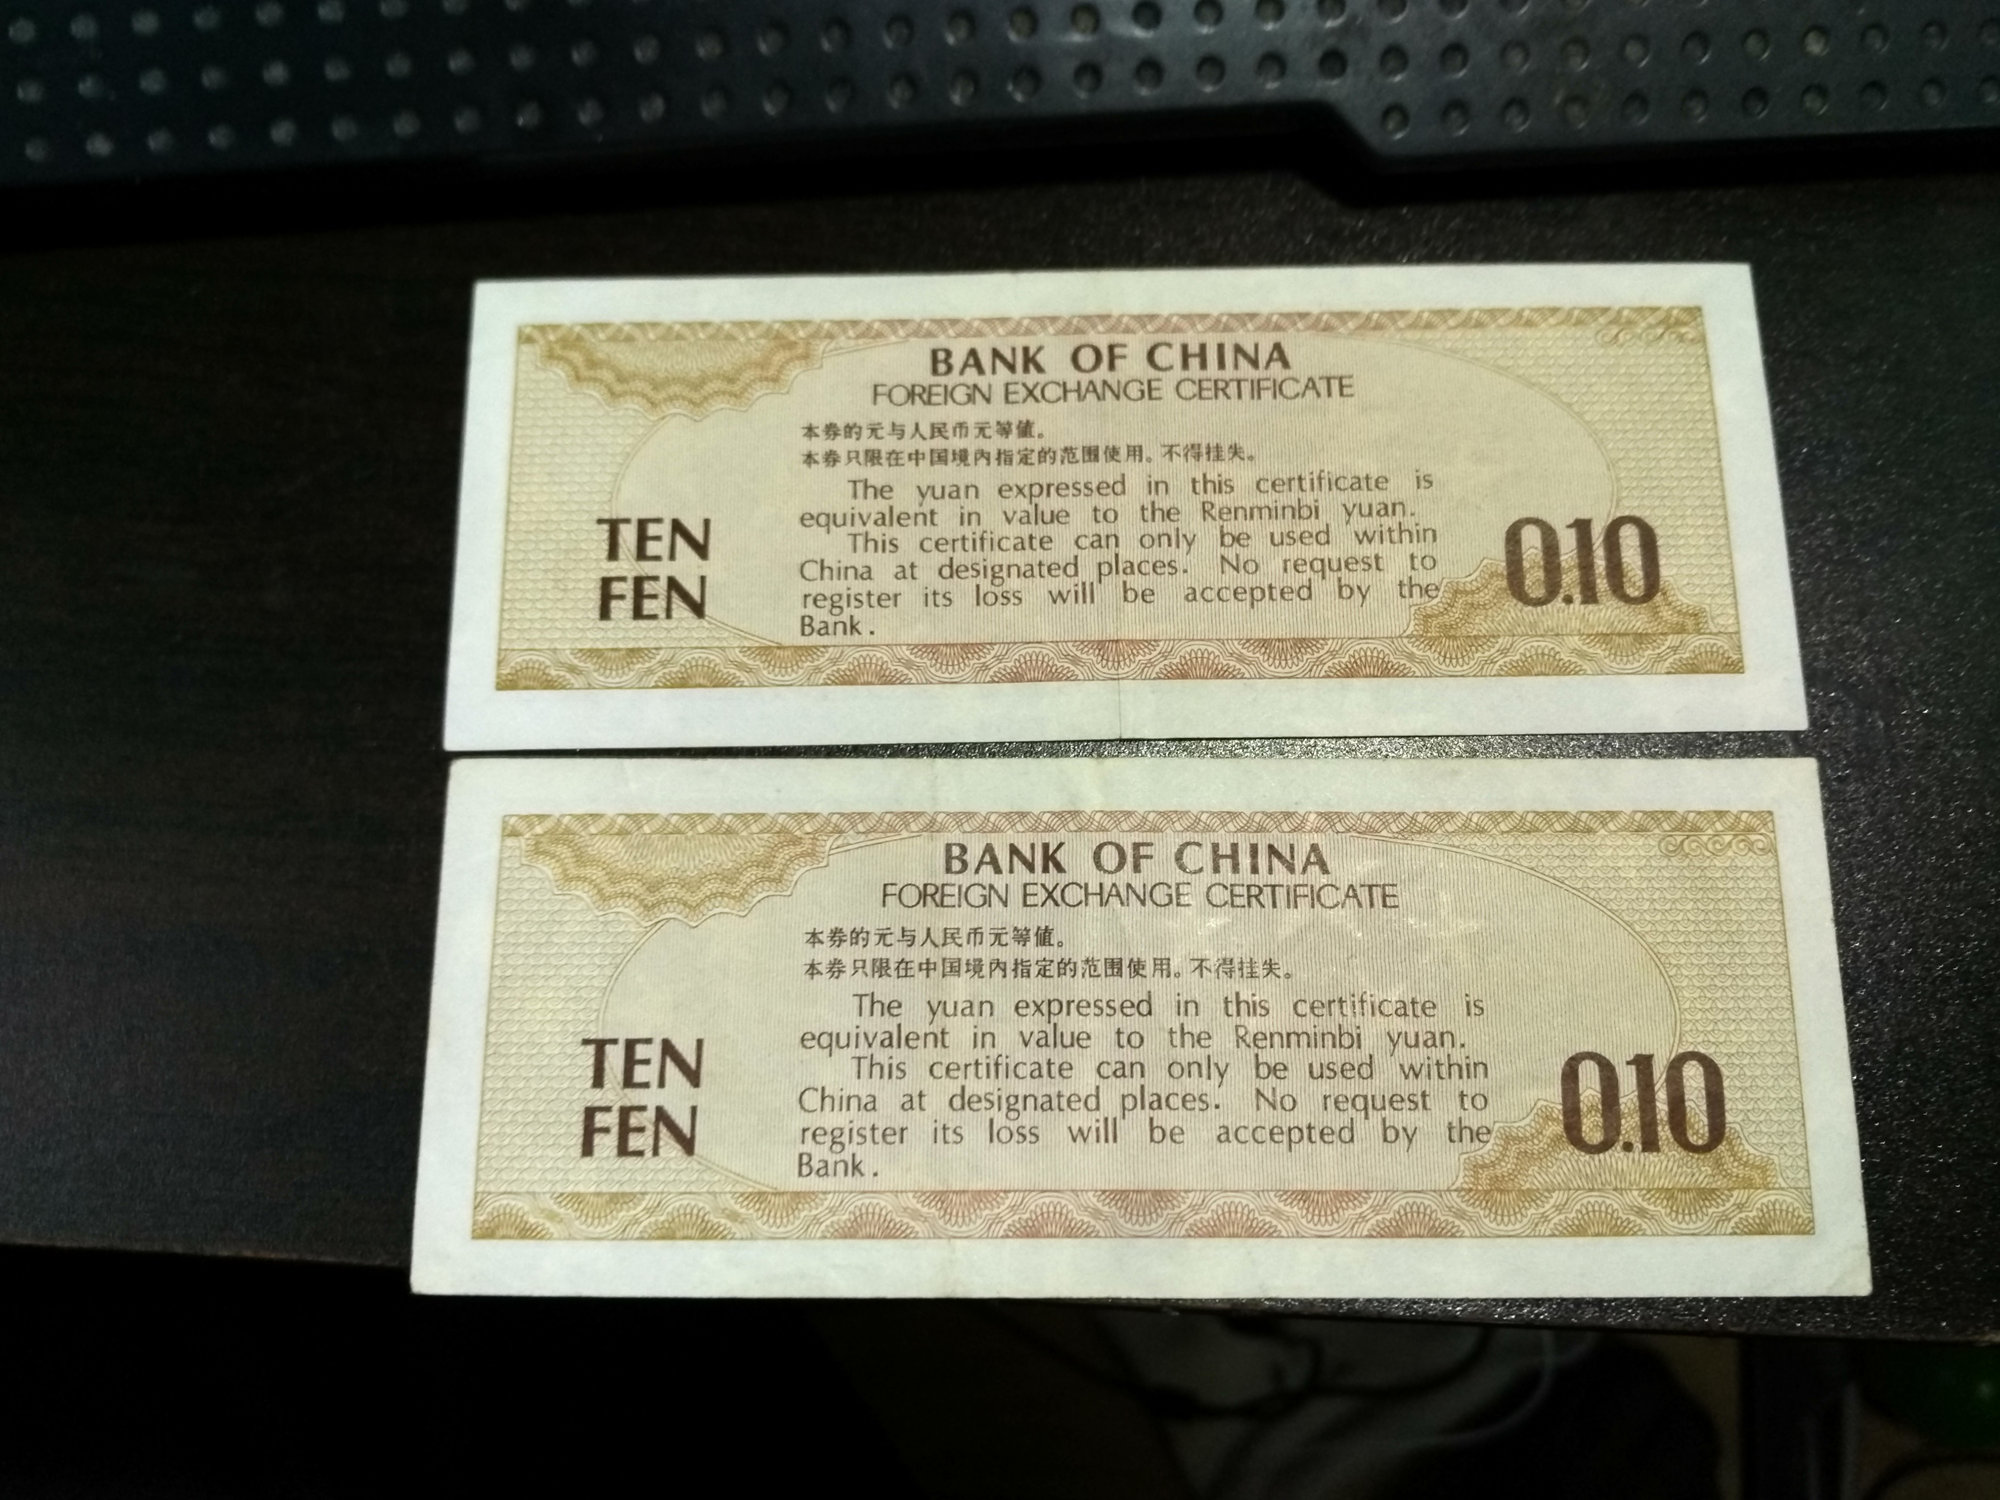 BANK OF CHINA
FOREIGN EXCHANGE CERTIFICATE
本券的元与人民币元等值。
本券只限在中国境内指定的范围使用。不得挂失。
The yuan expressed in this certificate is
equivalent in value to the Renminbi yuan.
This certificate can only be used within
China at designated places. No request to
register its loss will be accepted by the
Bank.
TEN
FEN
0.10
BANK OF CHINA
FOREIGN EXCHANGE CERTIFICATE
本券的元与人民币元等值。
本券只限在中国境内指定的范围使用。不得挂失。
The yuan expressed in this certificate is
equivalent in value to the Renminbi yuan.
This certificate can only be used within
China at designated places. No request to
register its loss will be accepted by the
Bank.
TEN
FEN
0.10